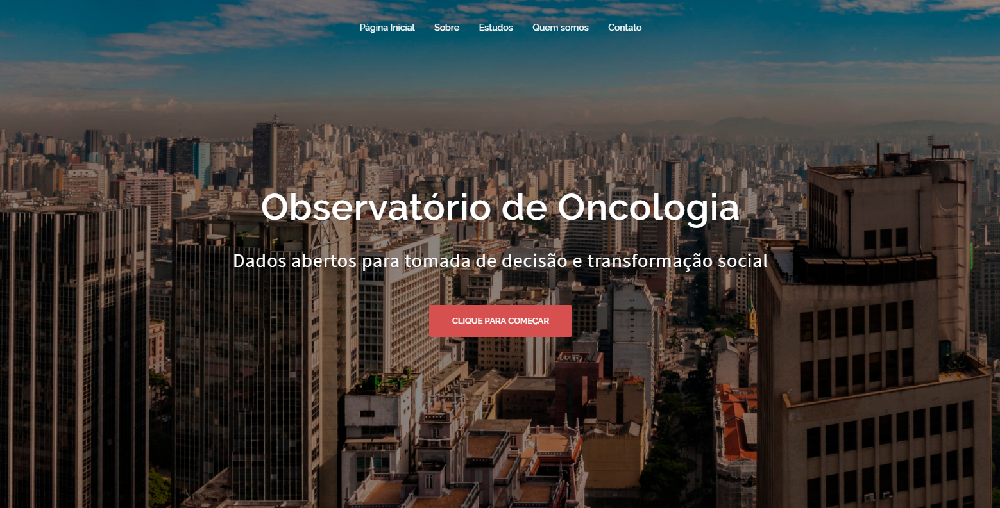 Página Inicial Sobre Estudos Quem somos Contato
Observatório de Oncologia
Dados abertos para tomada de decisão e transformação social
CLIQUE PARA COMEÇAR